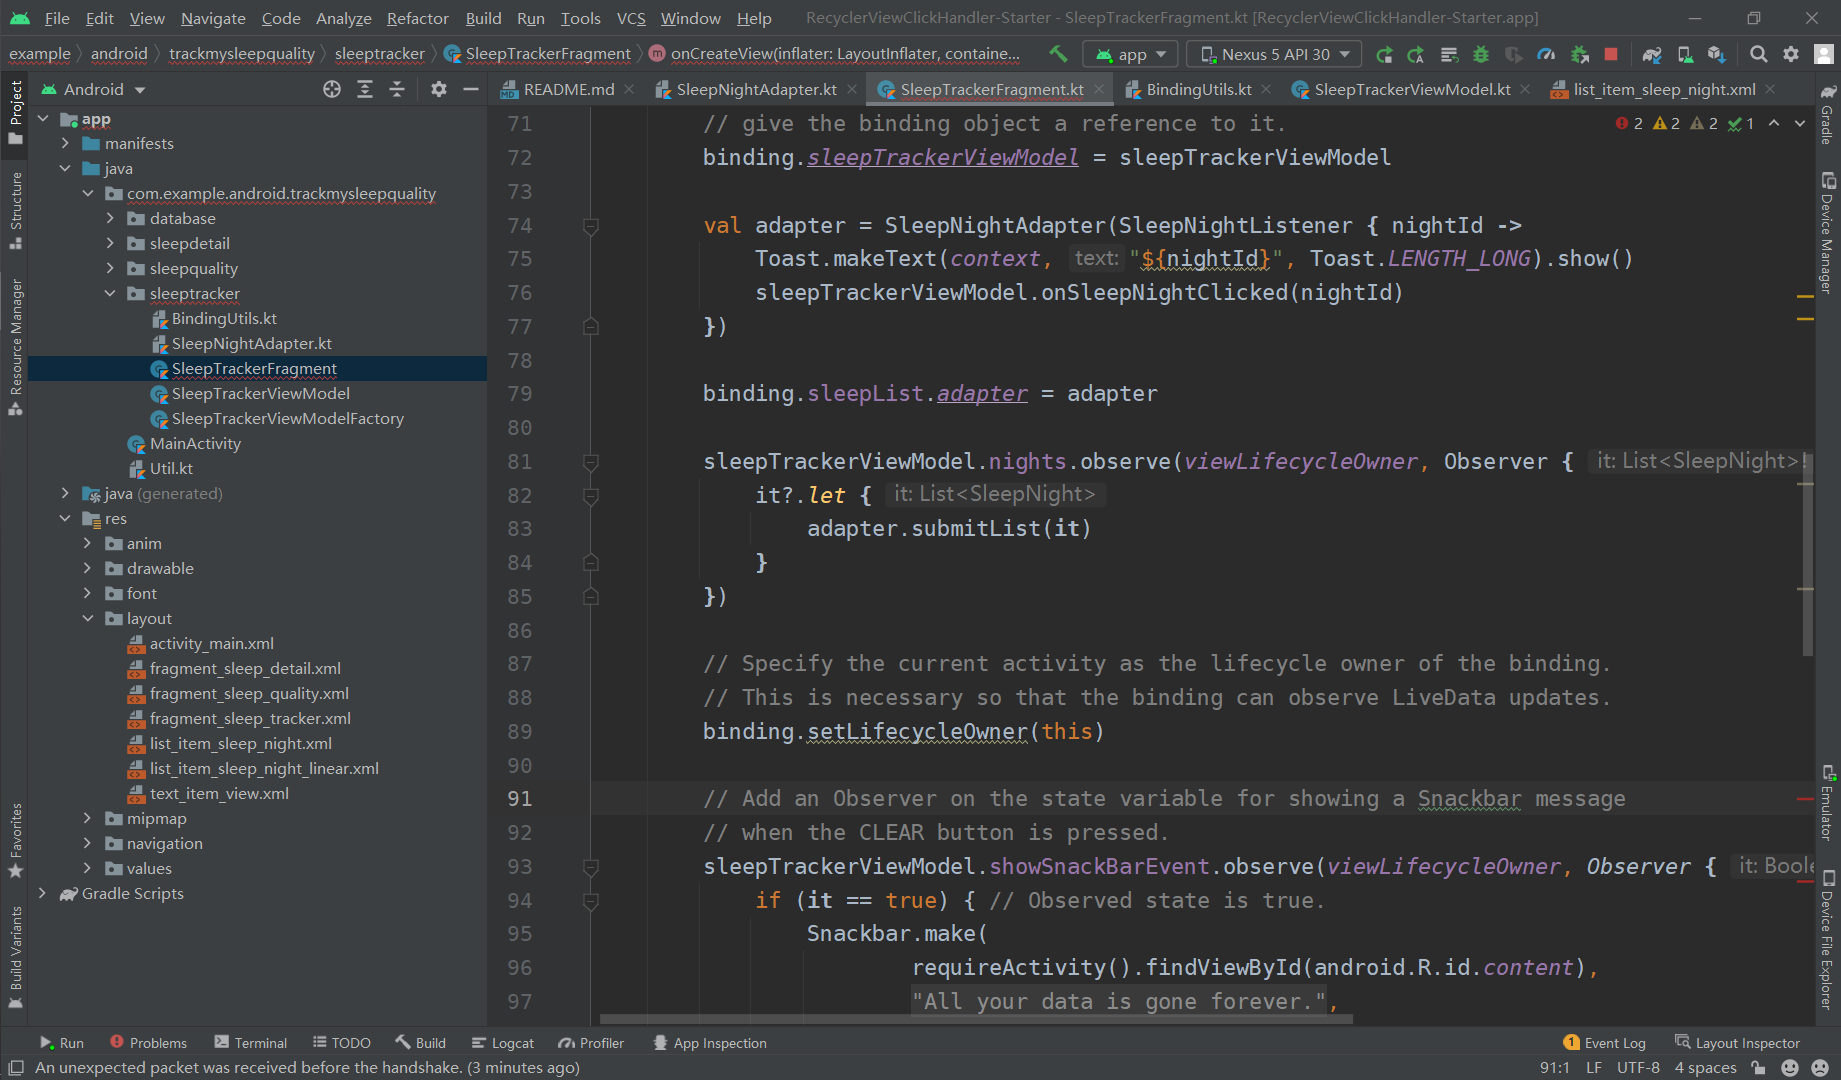 File Edit View Navigate Code Analyze Refactor Build Run Tools VCS Window Help RecyclerViewClickHandler-Starter - SleepTrackerFragment.kt [RecyclerViewClickHandler-Starter.app]
example android trackmysleepquality sleeptracker SleepTrackerFragment m onCreateView(inflater: LayoutInflater, containe... app Nexus 5 API 30
Android
README.md SleepNightAdapter.kt SleepTrackerFragment.kt BindingUtils.kt SleepTrackerViewModel.kt list_item_sleep_night.xml
Project
Structure
Resource Manager
Favorites
Build Variants
app
manifests
java
com.example.android.trackmysleepquality
database
sleepdetail
sleepquality
sleeptracker
BindingUtils.kt
SleepNightAdapter.kt
SleepTrackerFragment
SleepTrackerViewModel
SleepTrackerViewModelFactory
MainActivity
Util.kt
java (generated)
res
anim
drawable
font
layout
activity_main.xml
fragment_sleep_detail.xml
fragment_sleep_quality.xml
fragment_sleep_tracker.xml
list_item_sleep_night.xml
list_item_sleep_night_linear.xml
text_item_view.xml
mipmap
navigation
values
Gradle Scripts
2 2 2 1
71 // give the binding object a reference to it.
72 binding.sleepTrackerViewModel = sleepTrackerViewModel
73
74 val adapter = SleepNightAdapter(SleepNightListener { nightId ->
75 Toast.makeText(context, text: "${nightId}", Toast.LENGTH_LONG).show()
76 sleepTrackerViewModel.onSleepNightClicked(nightId)
77 })
78
79 binding.sleepList.adapter = adapter
80
81 sleepTrackerViewModel.nights.observe(viewLifecycleOwner, Observer { it: List<SleepNight>!
82 it?.let { it: List<SleepNight>
83 adapter.submitList(it)
84 }
85 })
86
87 // Specify the current activity as the lifecycle owner of the binding.
88 // This is necessary so that the binding can observe LiveData updates.
89 binding.setLifecycleOwner(this)
90
91 // Add an Observer on the state variable for showing a Snackbar message
92 // when the CLEAR button is pressed.
93 sleepTrackerViewModel.showSnackBarEvent.observe(viewLifecycleOwner, Observer { it: Boole
94 if (it == true) { // Observed state is true.
95 Snackbar.make(
96 requireActivity().findViewById(android.R.id.content),
97 "All your data is gone forever.",
Gradle
Device Manager
Emulator
Device File Explorer
Run Problems Terminal TODO Build Logcat Profiler App Inspection 1 Event Log Layout Inspector
An unexpected packet was received before the handshake. (3 minutes ago) 91:1 LF UTF-8 4 spaces